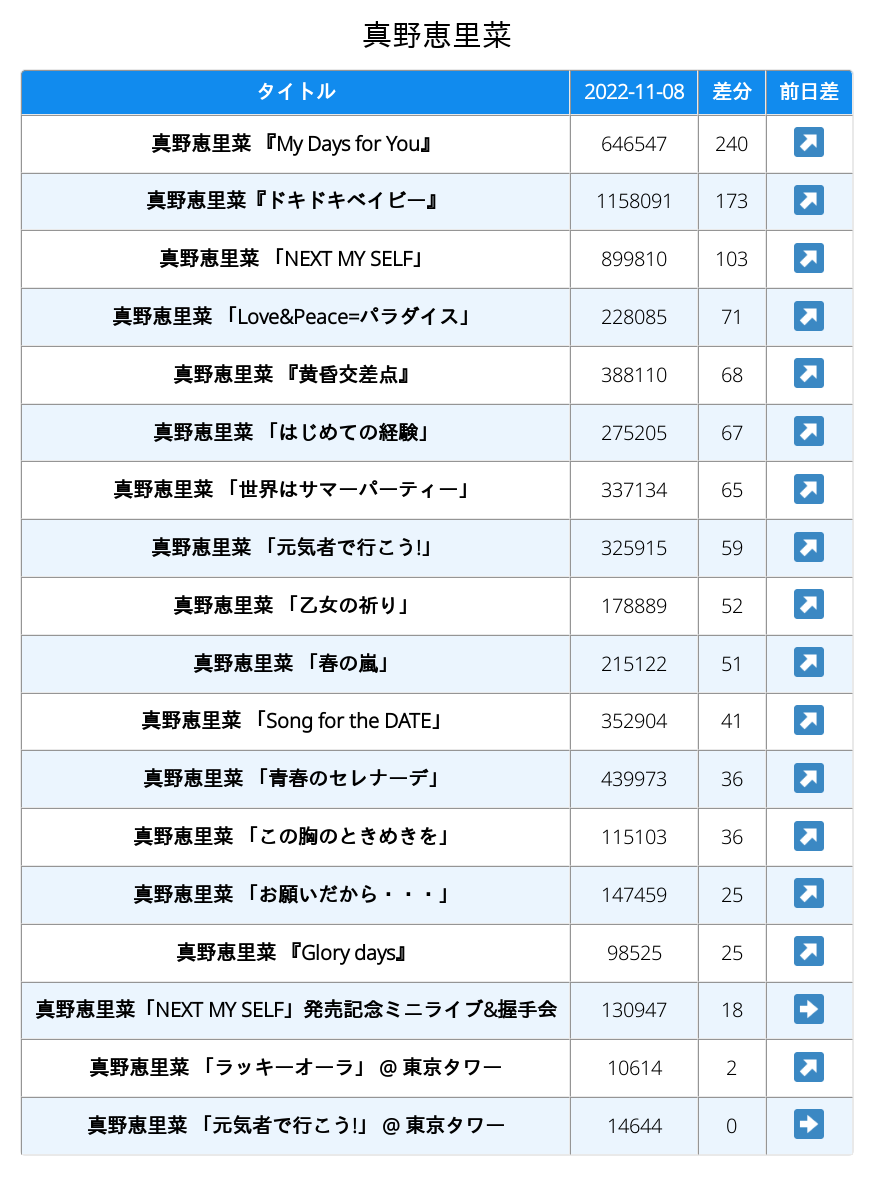 真野恵里菜
タイトル 2022-11-08 差分 前日差
真野恵里菜 『My Days for You』 646547 240 ↗
真野恵里菜『ドキドキベイビー』 1158091 173 ↗
真野恵里菜 「NEXT MY SELF」 899810 103 ↗
真野恵里菜 「Love&Peace=パラダイス」 228085 71 ↗
真野恵里菜 『黄昏交差点』 388110 68 ↗
真野恵里菜 「はじめての経験」 275205 67 ↗
真野恵里菜 「世界はサマーパーティー」 337134 65 ↗
真野恵里菜 「元気者で行こう!」 325915 59 ↗
真野恵里菜 「乙女の祈り」 178889 52 ↗
真野恵里菜 「春の嵐」 215122 51 ↗
真野恵里菜 「Song for the DATE」 352904 41 ↗
真野恵里菜 「青春のセレナーデ」 439973 36 ↗
真野恵里菜 「この胸のときめきを」 115103 36 ↗
真野恵里菜 「お願いだから・・・」 147459 25 ↗
真野恵里菜 『Glory days』 98525 25 ↗
真野恵里菜「NEXT MY SELF」発売記念ミニライブ&握手会 130947 18 ➡
真野恵里菜 「ラッキーオーラ」 @ 東京タワー 10614 2 ↗
真野恵里菜 「元気者で行こう!」 @ 東京タワー 14644 0 ➡